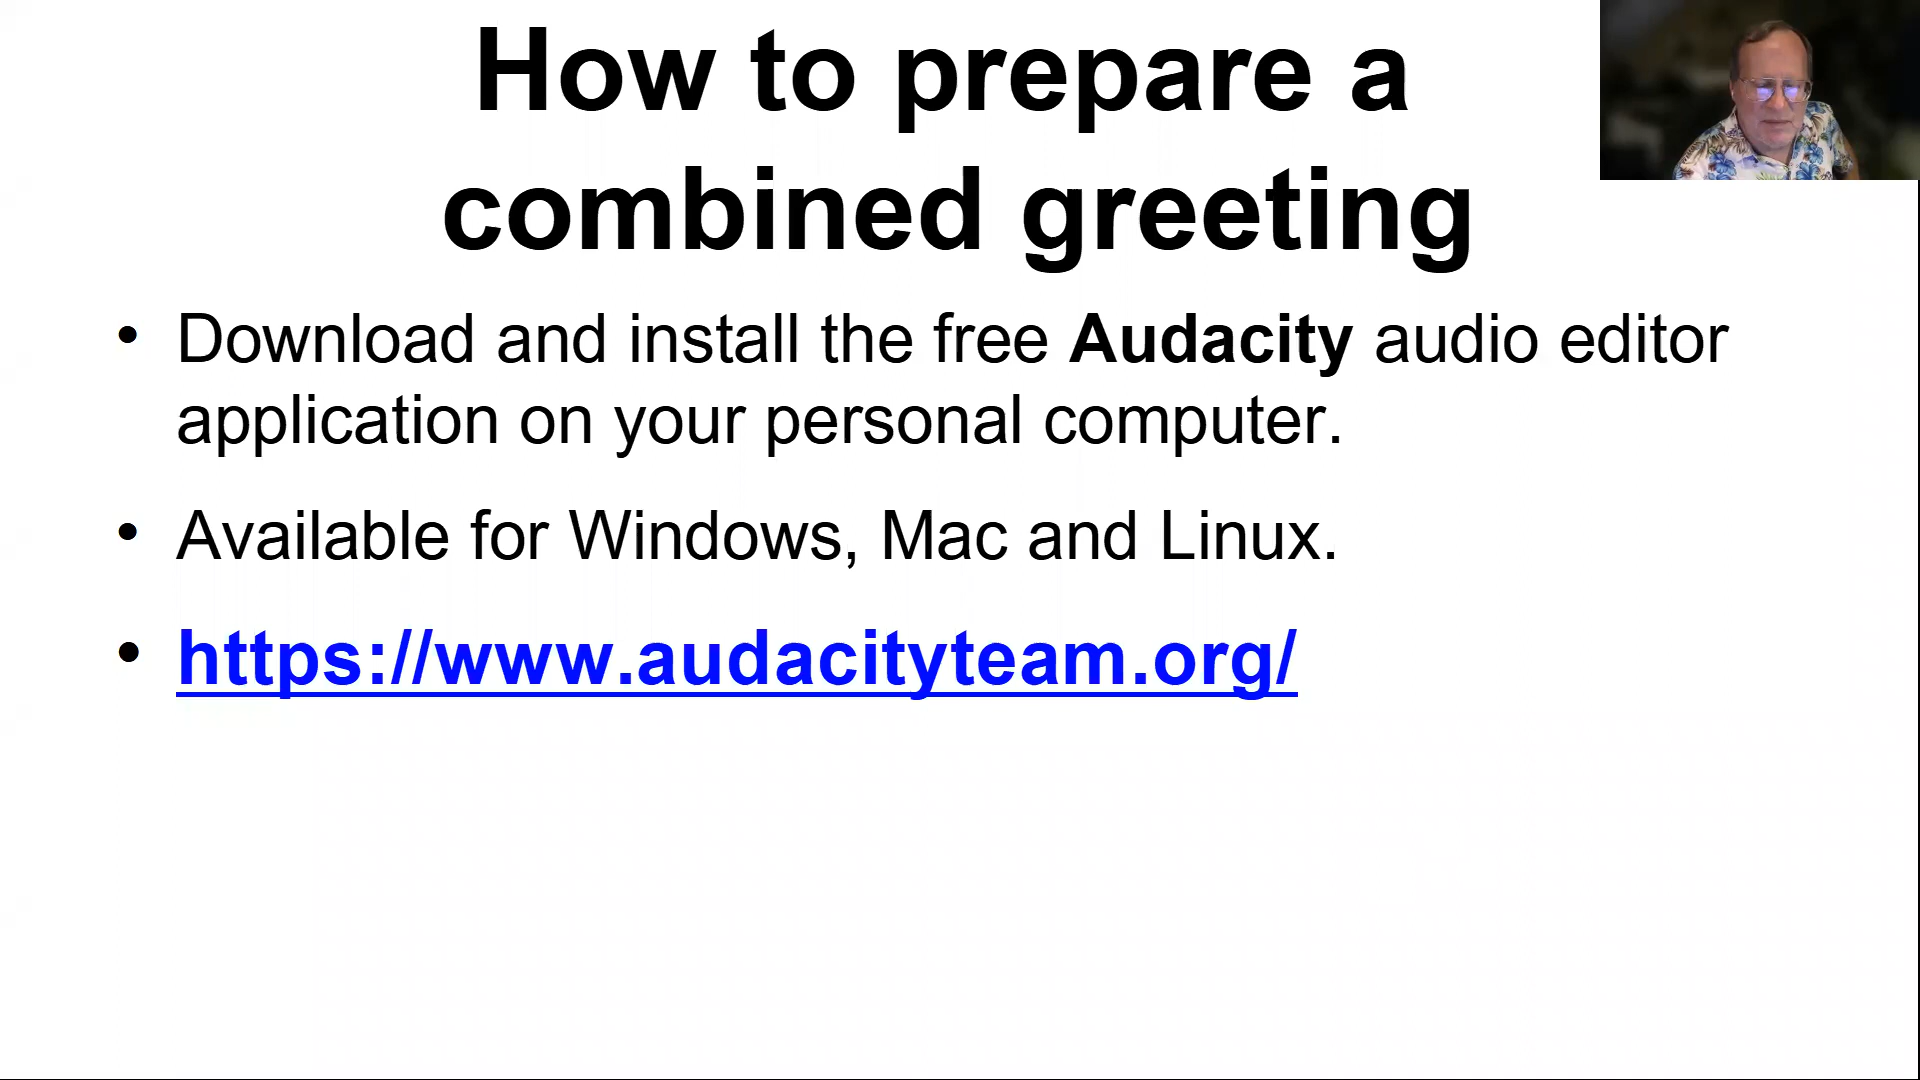 How to prepare a
combined greeting
• Download and install the free Audacity audio editor
application on your personal computer.
• Available for Windows, Mac and Linux.
• https://www.audacityteam.org/